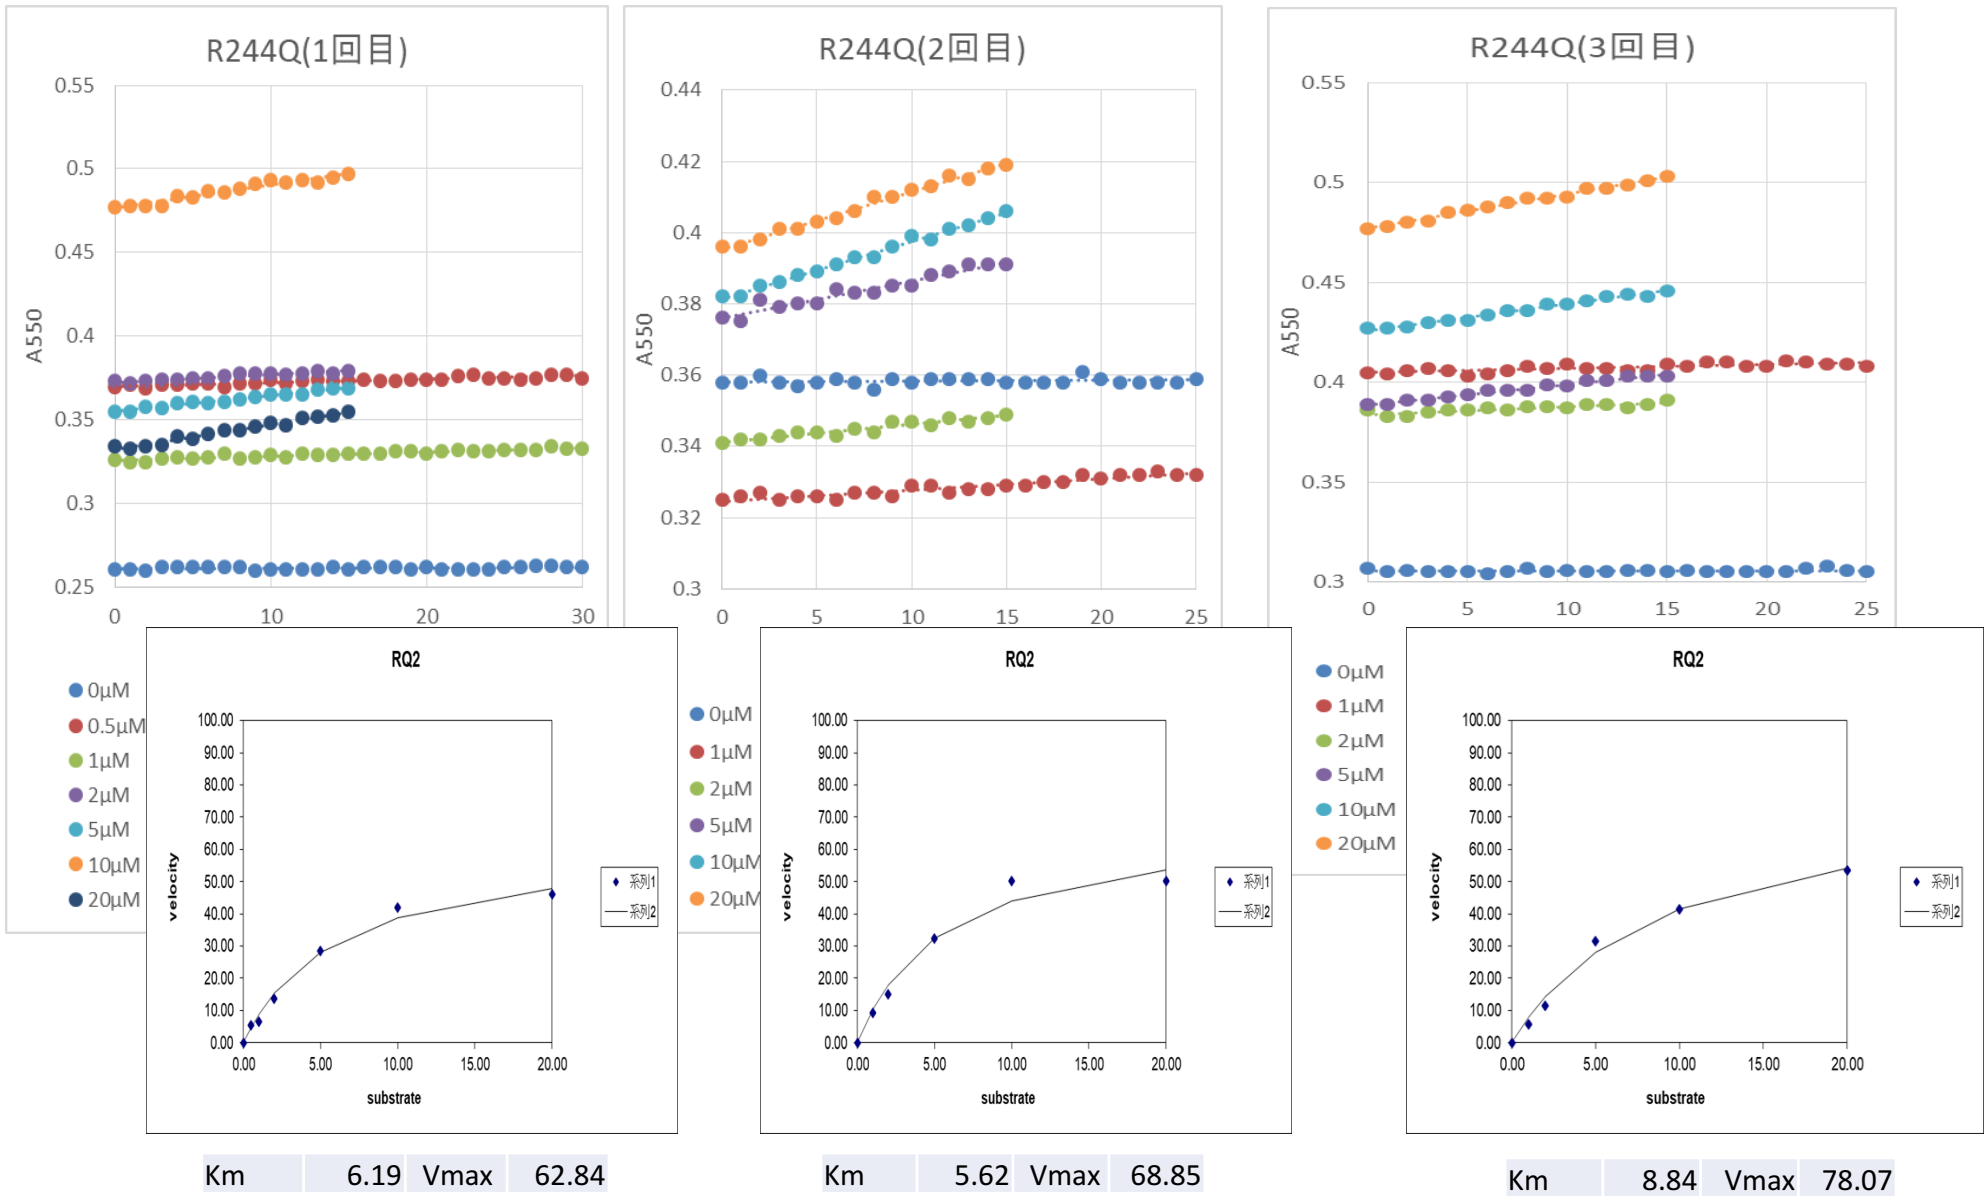 R244Q(1回目)
0.55
0.5
0.45
0.4
0.35
0.3
0.25
A550
0 10 20 30
0µM
0.5µM
1µM
2µM
5µM
10µM
20µM
R244Q(2回目)
0.44
0.42
0.4
0.38
0.36
0.34
0.32
0.3
A550
0 5 10 15 20 25
0µM
1µM
2µM
5µM
10µM
20µM
R244Q(3回目)
0.55
0.5
0.45
0.4
0.35
0.3
A550
0 5 10 15 20 25
0µM
1µM
2µM
5µM
10µM
20µM
RQ2
100.00
90.00
80.00
70.00
60.00
50.00
40.00
30.00
20.00
10.00
0.00
velocity
0.00 5.00 10.00 15.00 20.00
substrate
系列1
系列2
RQ2
100.00
90.00
80.00
70.00
60.00
50.00
40.00
30.00
20.00
10.00
0.00
velocity
0.00 5.00 10.00 15.00 20.00
substrate
系列1
系列2
RQ2
100.00
90.00
80.00
70.00
60.00
50.00
40.00
30.00
20.00
10.00
0.00
velocity
0.00 5.00 10.00 15.00 20.00
substrate
系列1
系列2
Km 6.19 Vmax 62.84
Km 5.62 Vmax 68.85
Km 8.84 Vmax 78.07